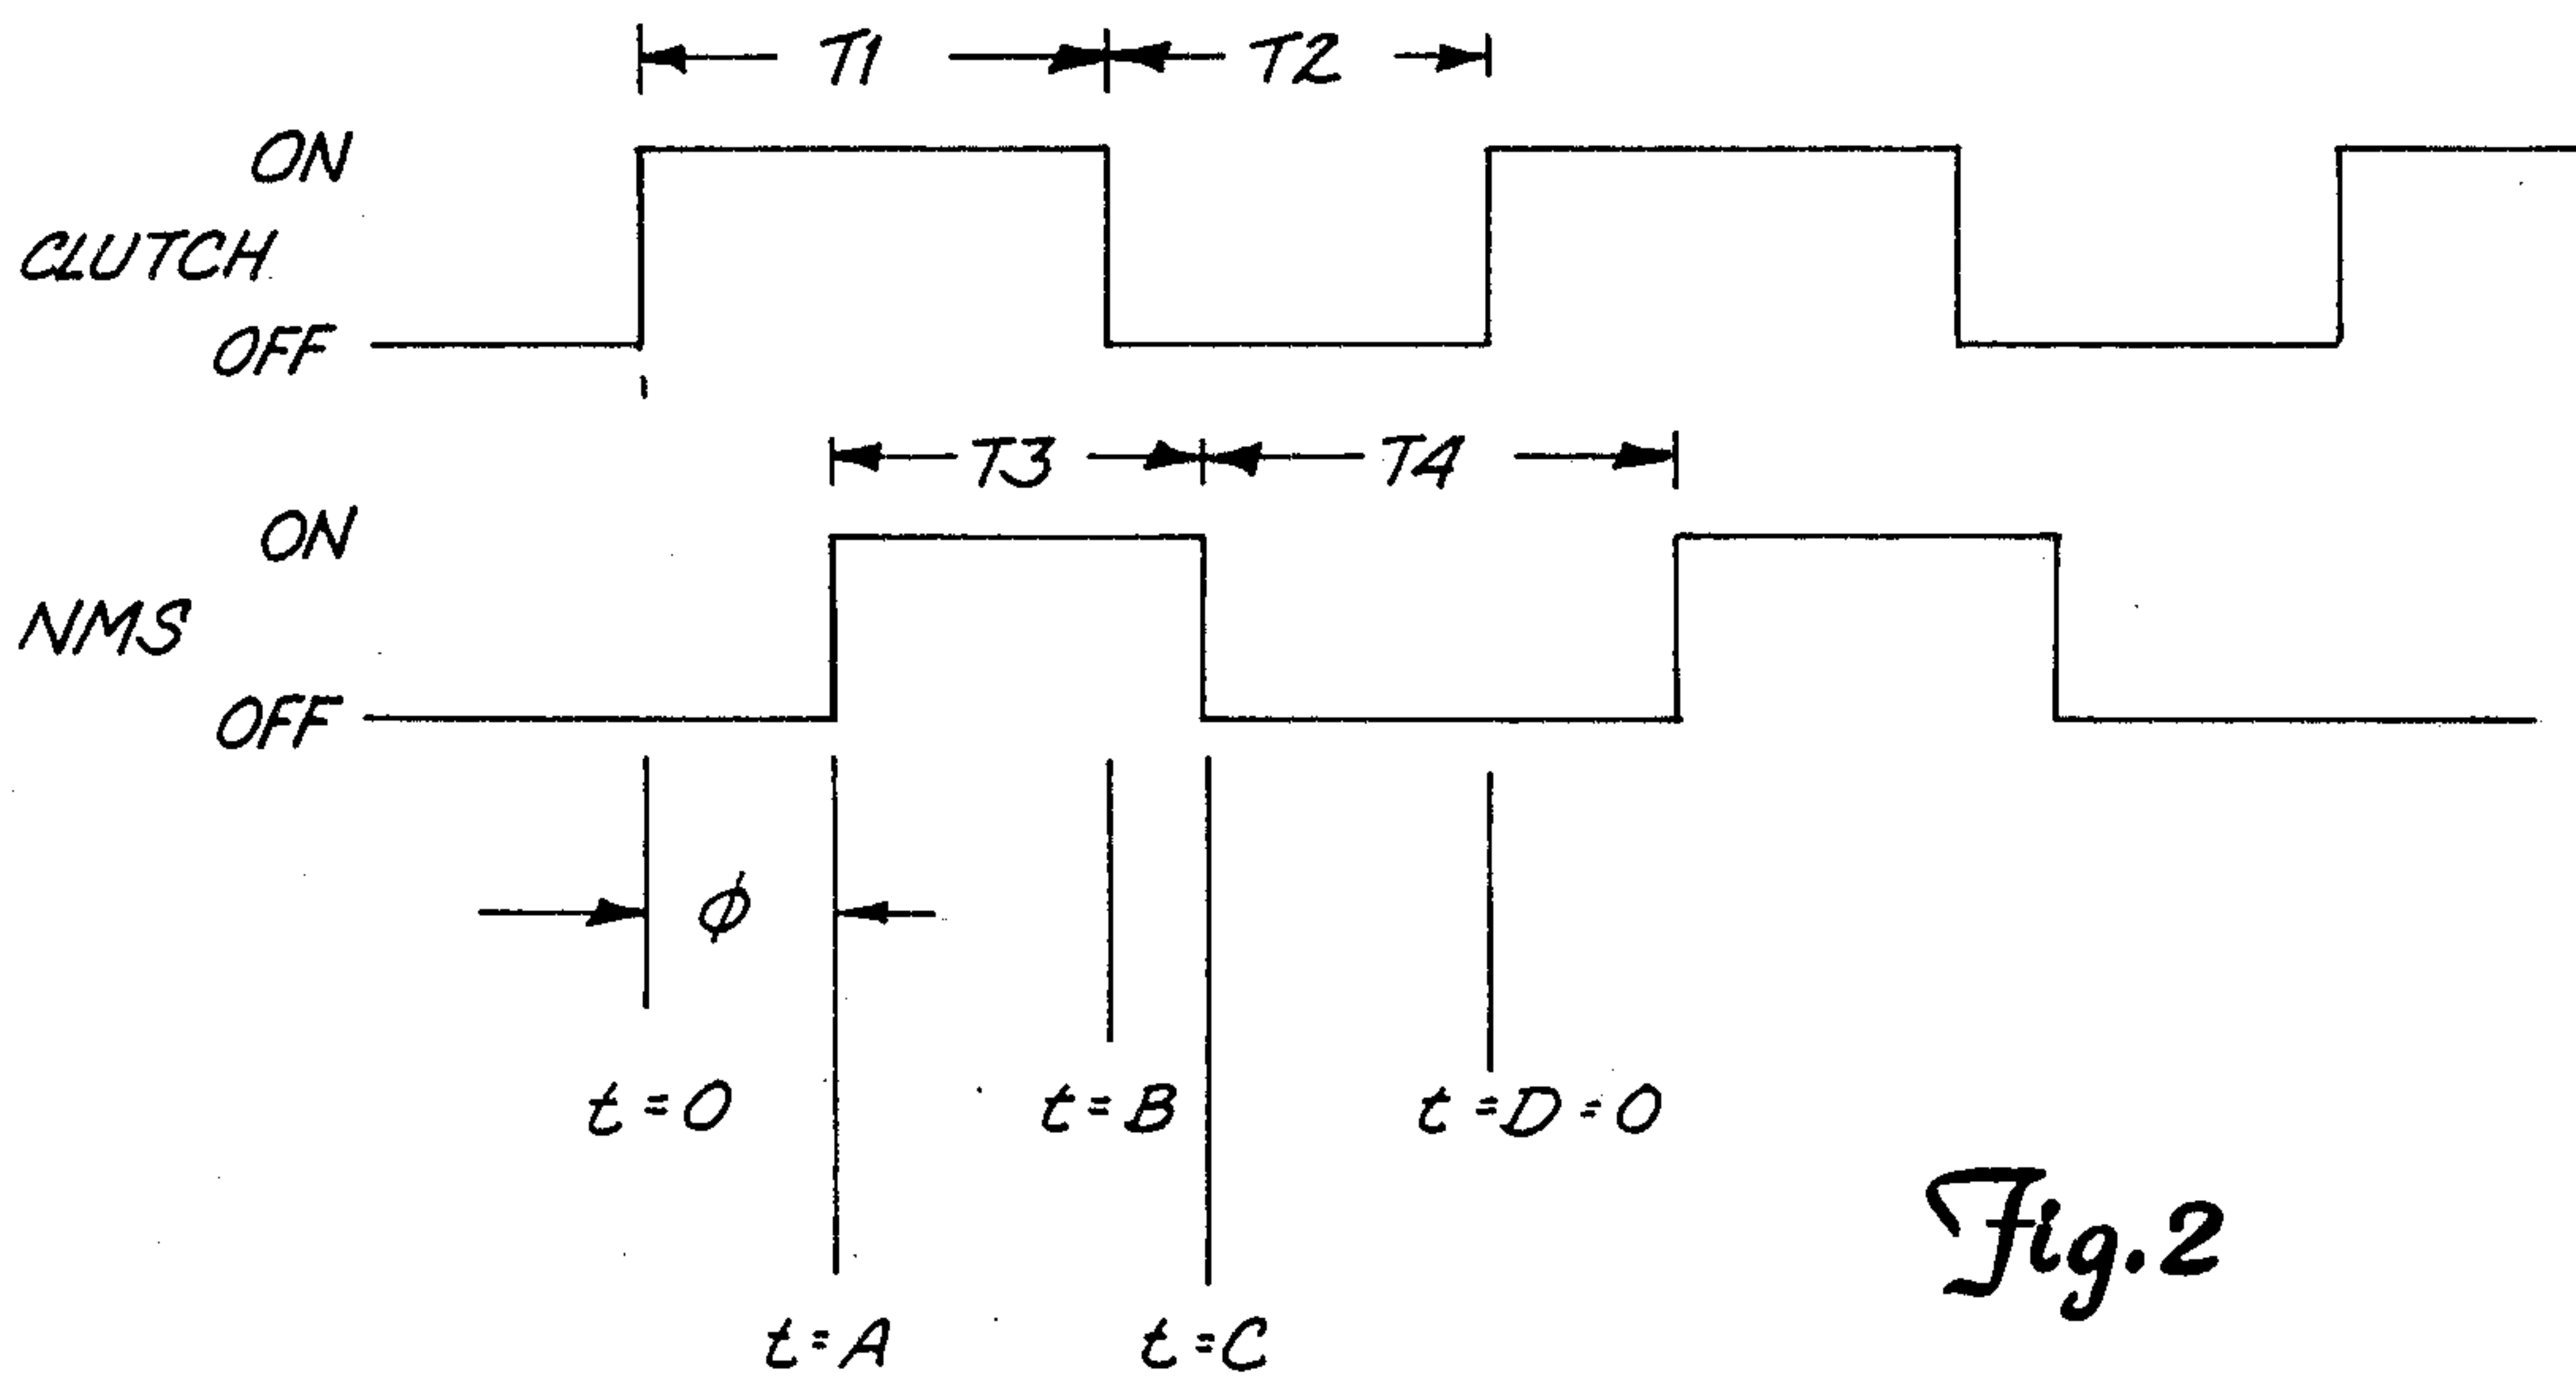 T1 T2
ON
CLUTCH
OFF
T3 T4
ON
NMS
OFF
ϕ
t=0 t=B t=D=0
t=A t=C
Fig.2